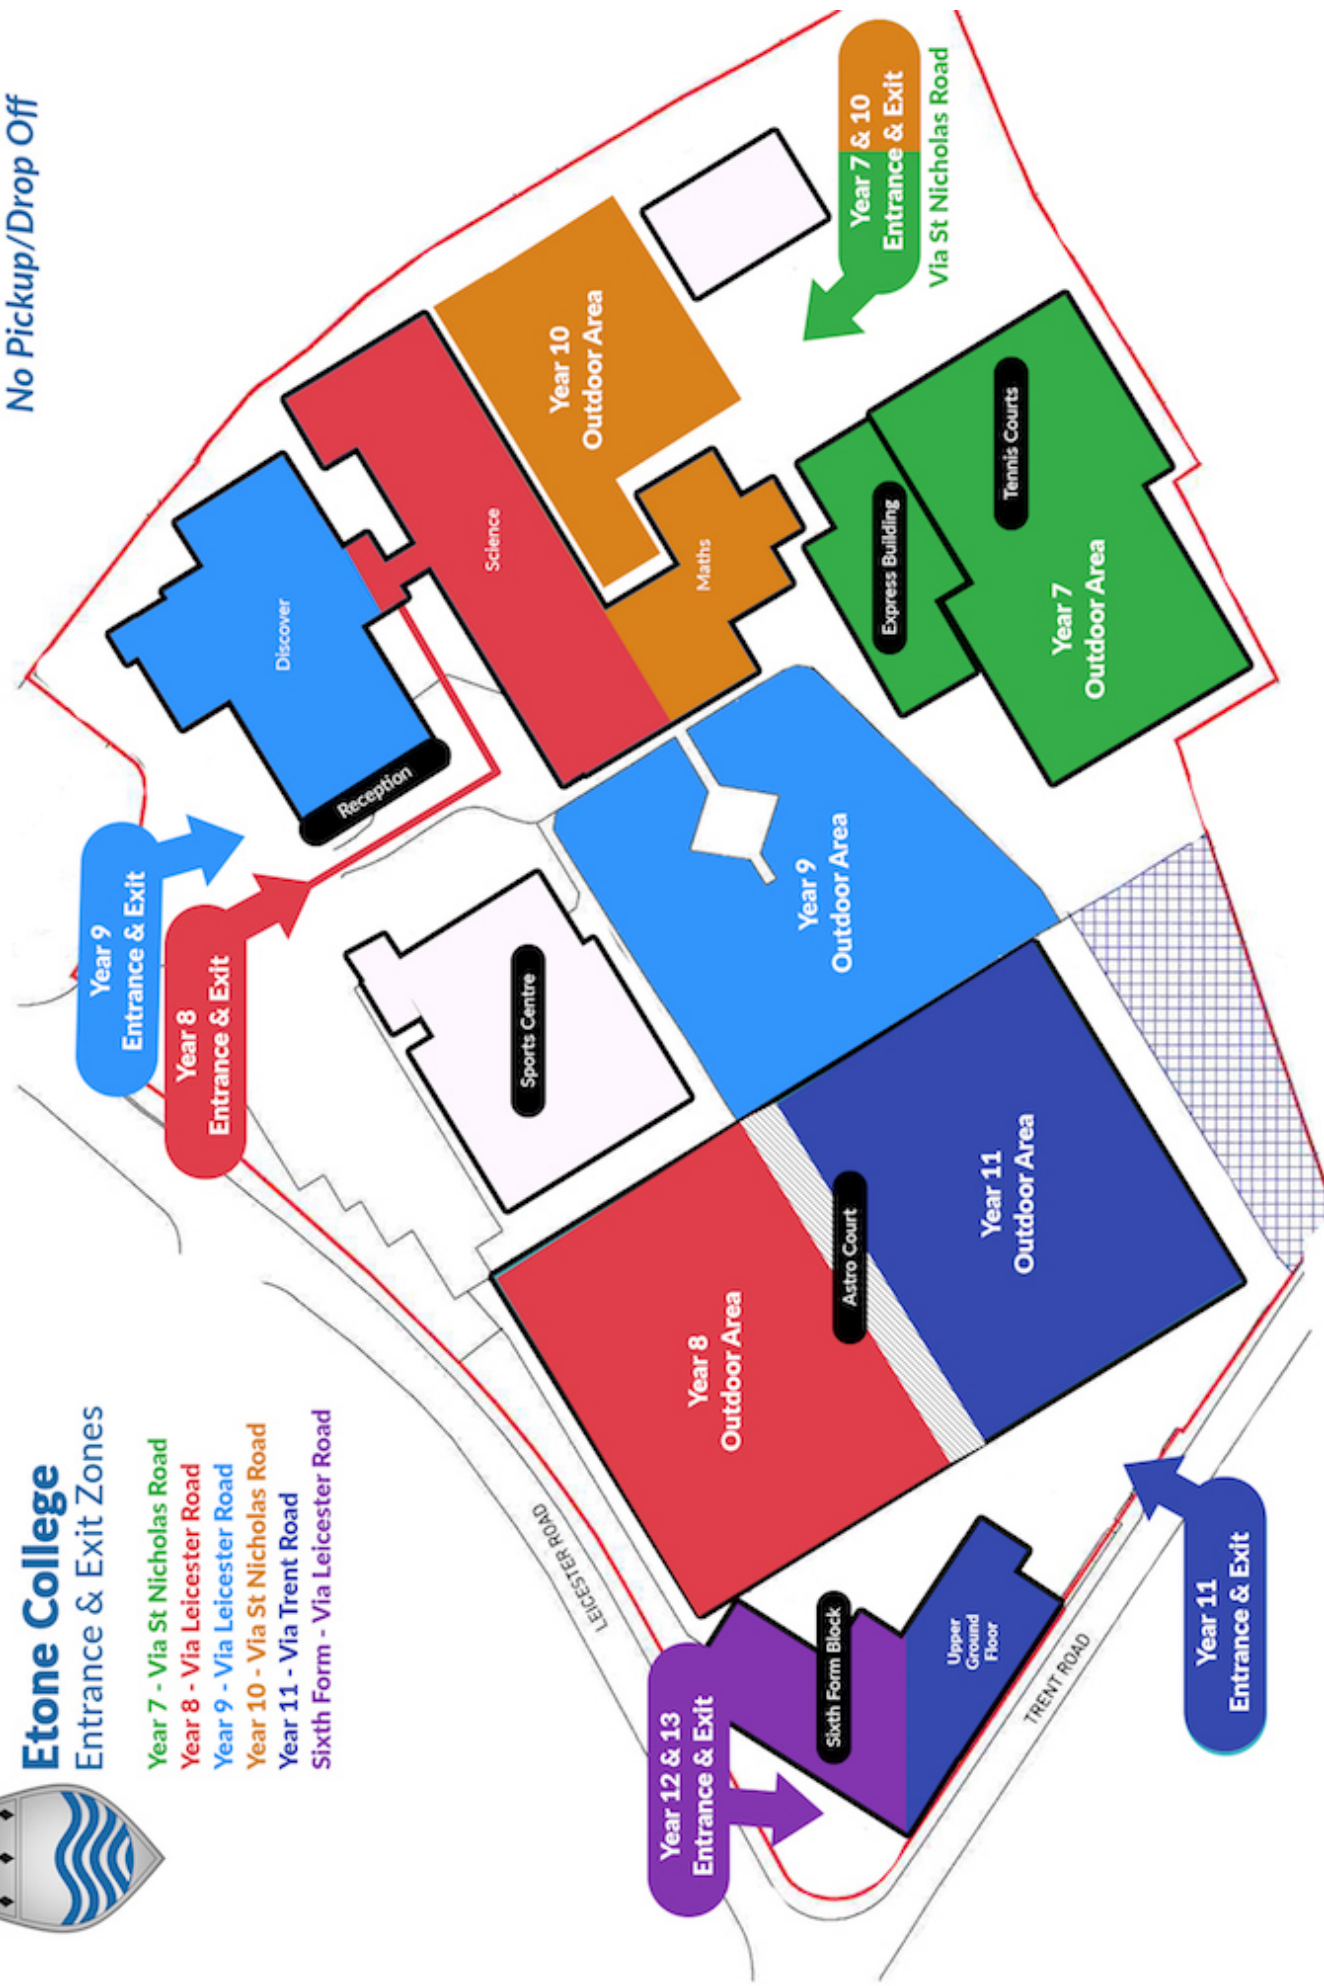 Etone College
Entrance & Exit Zones
No Pickup/Drop Off
Year 7 - Via St Nicholas Road
Year 8 - Via Leicester Road
Year 9 - Via Leicester Road
Year 10 - Via St Nicholas Road
Year 11 - Via Trent Road
Sixth Form - Via Leicester Road
Year 9
Entrance & Exit
Year 8
Entrance & Exit
Discover
Reception
Science
Sports Centre
LEICESTER ROAD
Year 10
Outdoor Area
Maths
Year 12 & 13
Entrance & Exit
Year 8
Outdoor Area
Year 9
Outdoor Area
Year 7 & 10
Entrance & Exit
Via St Nicholas Road
Sixth Form Block
Astro Court
Express Building
Upper
Ground
Floor
Year 11
Outdoor Area
Tennis Courts
Year 7
Outdoor Area
TRENT ROAD
Year 11
Entrance & Exit